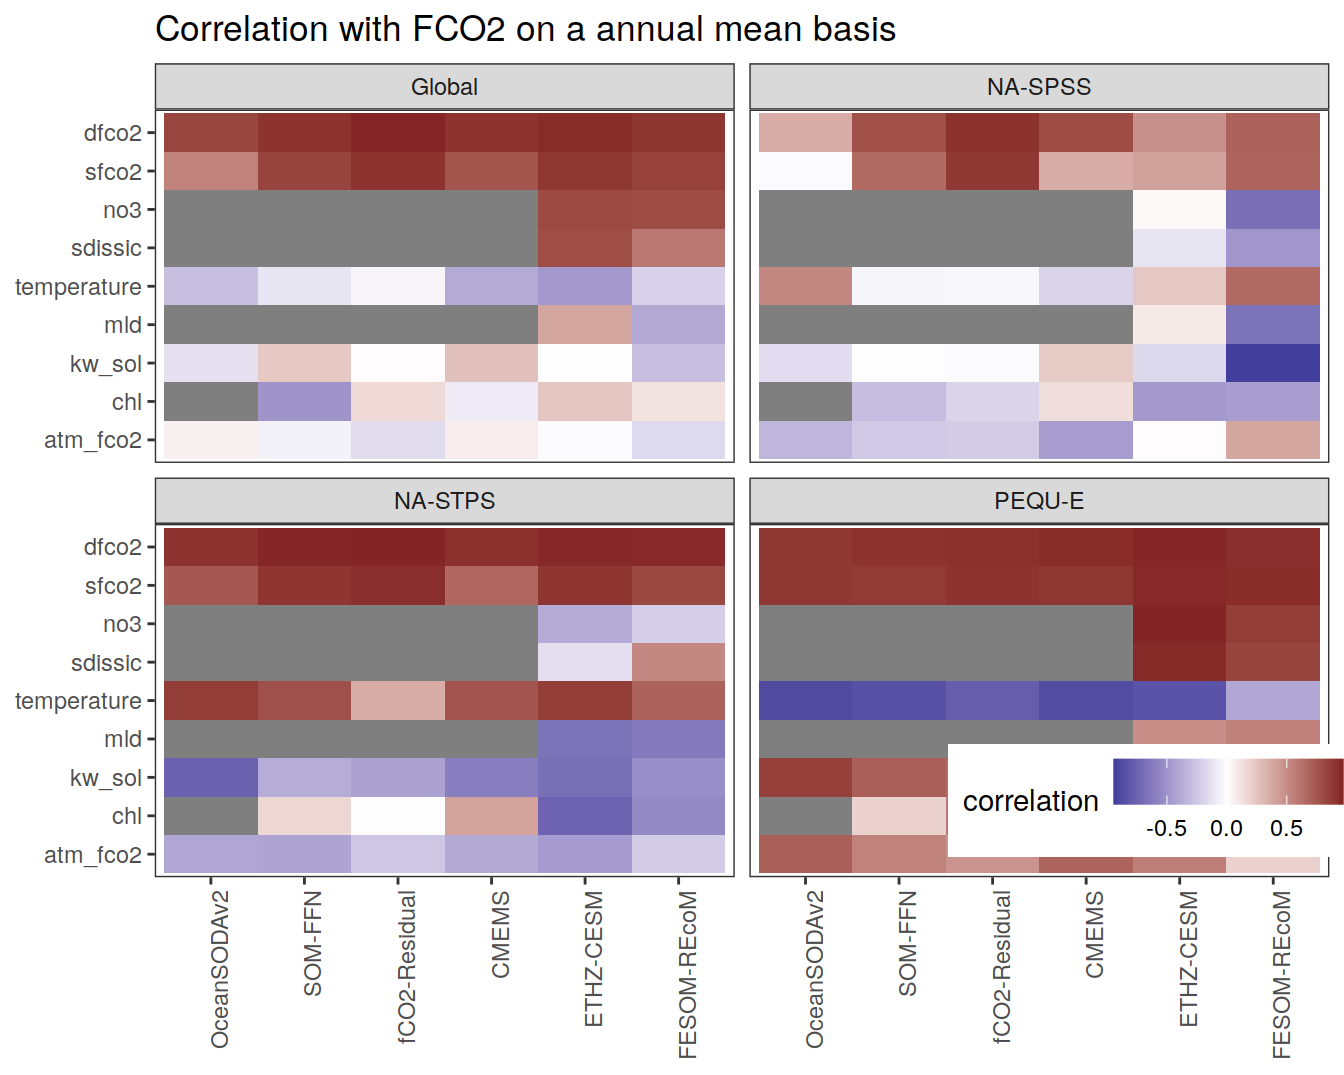 Correlation with FCO2 on a annual mean basis
Global
NA-SPSS
dfco2
sfco2
no3
sdissic
temperature
mld
kw_sol
chl
atm_fco2
NA-STPS
PEQU-E
dfco2
sfco2
no3
sdissic
temperature
mld
kw_sol
chl
atm_fco2
correlation
-0.5 0.0 0.5
OceanSODAv2
SOM-FFN
fCO2-Residual
CMEMS
ETHZ-CESM
FESOM-REcoM
OceanSODAv2
SOM-FFN
fCO2-Residual
CMEMS
ETHZ-CESM
FESOM-REcoM